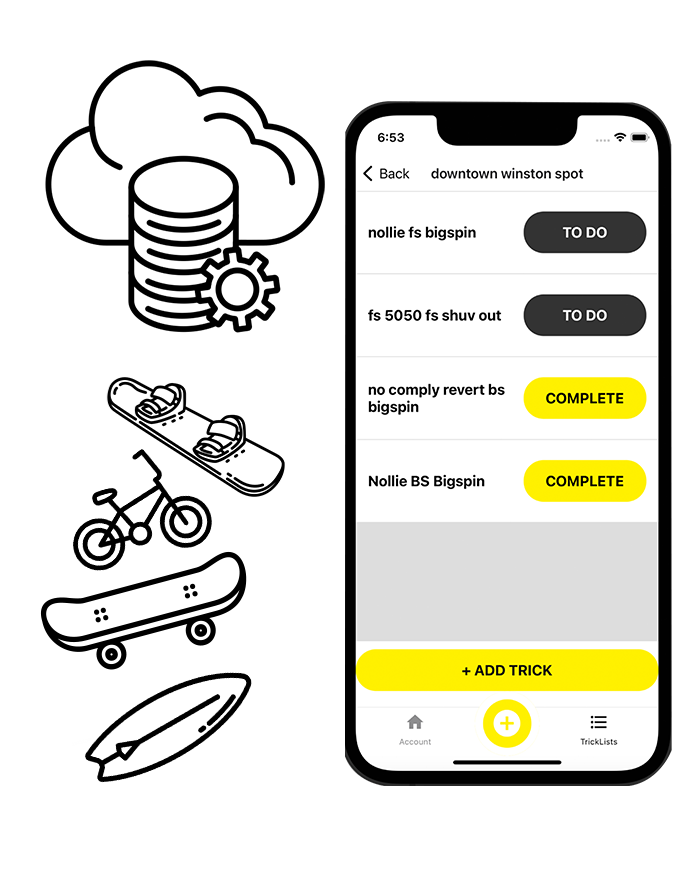 6:53
Back downtown winston spot
nollie fs bigspin TO DO
fs 5050 fs shuv out TO DO
no comply revert bs
bigspin COMPLETE
Nollie BS Bigspin COMPLETE
+ ADD TRICK
Account TrickLists